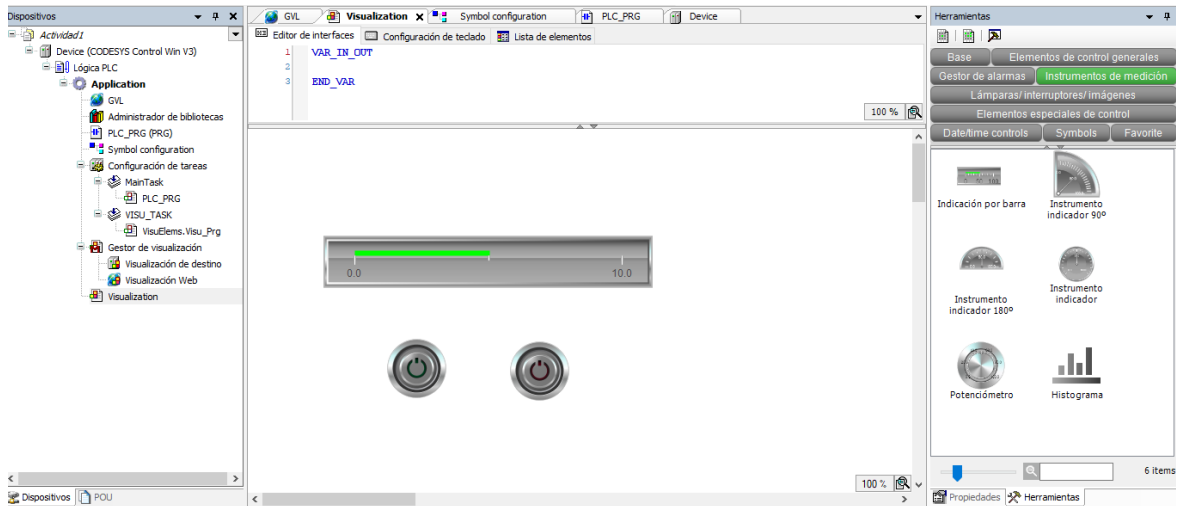 Dispositivos
Actividad1
Device (CODESYS Control Win V3)
Lógica PLC
Application
GVL
Administrador de bibliotecas
PLC_PRG (PRG)
Symbol configuration
Configuración de tareas
MainTask
PLC_PRG
VISU_TASK
VisuElems.Visu_Prg
Gestor de visualización
Visualización de destino
Visualización Web
Visualization
Dispositivos POU
GVL Visualization Symbol configuration PLC_PRG Device
Editor de interfaces Configuración de teclado Lista de elementos
1 VAR_IN_OUT
2
3 END_VAR
100 %
0.0 10.0
100 %
Herramientas
Base Elementos de control generales
Gestor de alarmas Instrumentos de medición
Lámparas/interruptores/imágenes
Elementos especiales de control
Date/time controls Symbols Favorite
Indicación por barra
Instrumento
indicador 90º
Instrumento
indicador 180º
Instrumento
indicador
Potenciómetro
Histograma
6 items
Propiedades Herramientas